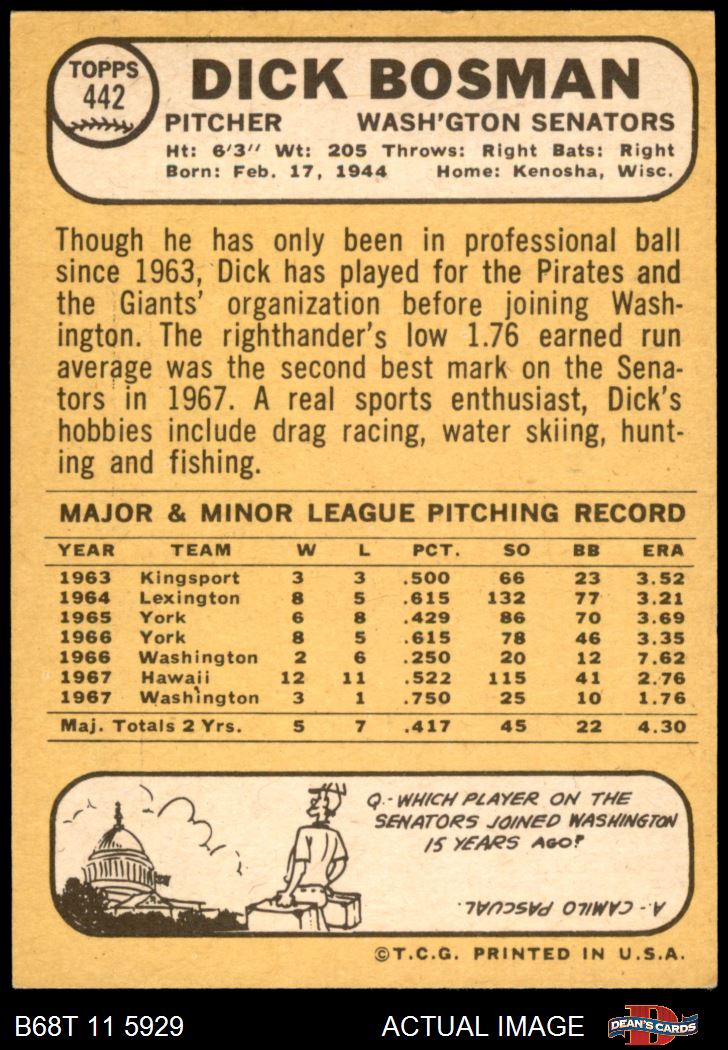 TOPPS
442
DICK BOSMAN
PITCHER WASH'GTON SENATORS
Ht: 6'3" Wt: 205 Throws: Right Bats: Right
Born: Feb. 17, 1944 Home: Kenosha, Wisc.
Though he has only been in professional ball
since 1963, Dick has played for the Pirates and
the Giants' organization before joining Wash-
ington. The righthander's low 1.76 earned run
average was the second best mark on the Sena-
tors in 1967. A real sports enthusiast, Dick's
hobbies include drag racing, water skiing, hunt-
ing and fishing.
MAJOR & MINOR LEAGUE PITCHING RECORD
YEAR TEAM W L PCT. SO BB ERA
1963 Kingsport 3 3 .500 66 23 3.52
1964 Lexington 8 5 .615 132 77 3.21
1965 York 6 8 .429 86 70 3.69
1966 York 8 5 .615 78 46 3.35
1966 Washington 2 6 .250 20 12 7.62
1967 Hawaii 12 11 .522 115 41 2.76
1967 Washington 3 1 .750 25 10 1.76
Maj. Totals 2 Yrs. 5 7 .417 45 22 4.30
Q.- WHICH PLAYER ON THE
SENATORS JOINED WASHINGTON
15 YEARS AGO?
A.- CAMILO PASCUAL.
©T.C.G. PRINTED IN U.S.A.
B68T 11 5929 ACTUAL IMAGE DEAN'S CARDS